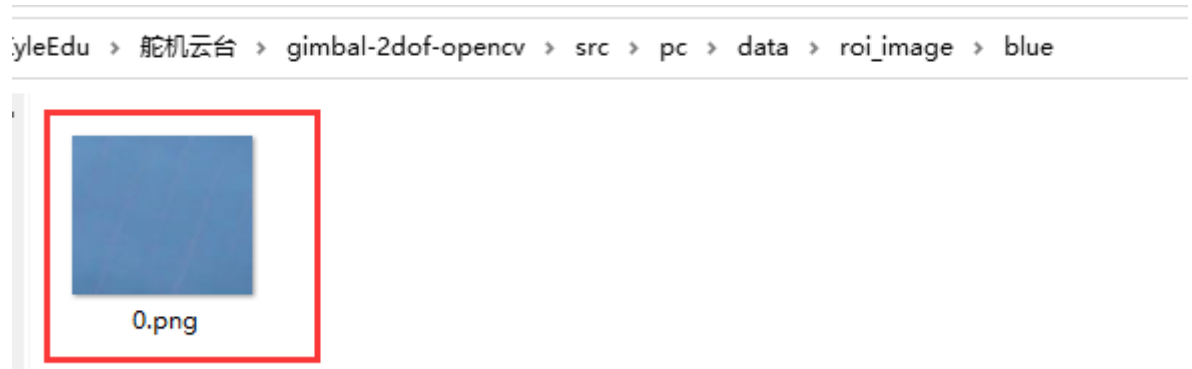 yleEdu > 舵机云台 > gimbal-2dof-opencv > src > pc > data > roi_image > blue
0.png